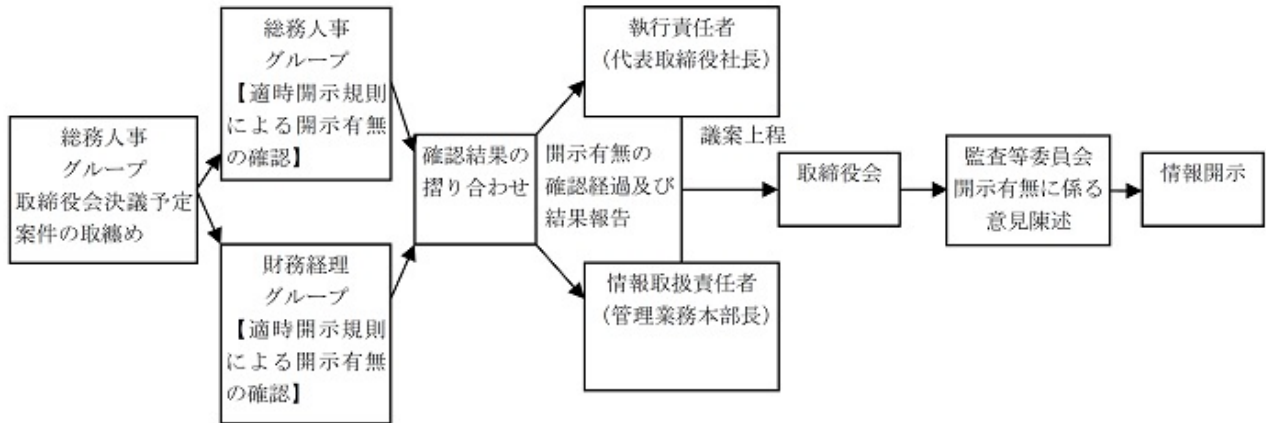 総務人事
グループ
取締役会決議予定
案件の取纏め
総務人事
グループ
【適時開示規則
による開示有無
の確認】
財務経理
グループ
【適時開示規則
による開示有無
の確認】
確認結果の
摺り合わせ
開示有無の
確認経過及び
結果報告
執行責任者
（代表取締役社長）
情報取扱責任者
（管理業務本部長）
議案上程
取締役会
監査等委員会
開示有無に係る
意見陳述
情報開示